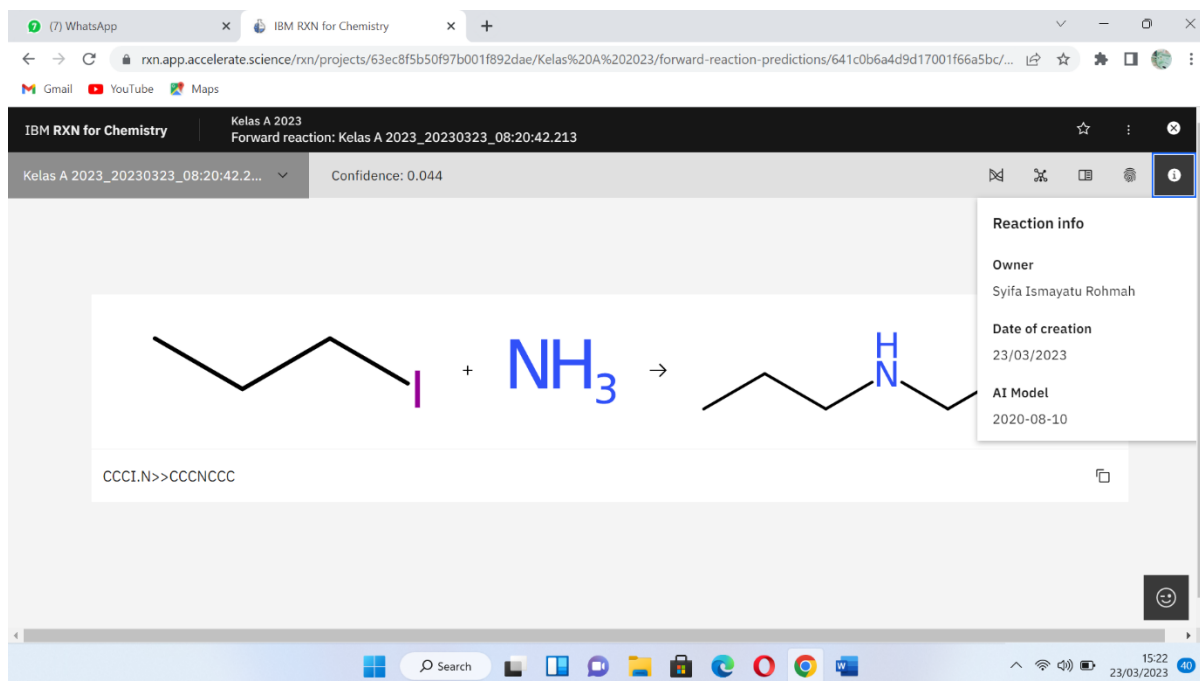 7 (7) WhatsApp
IBM RXN for Chemistry
rxn.app.accelerate.science/rxn/projects/63ec8f5b50f97b001f892dae/Kelas%20A%202023/forward-reaction-predictions/641c0b6a4d9d17001f66a5bc/...
Gmail YouTube Maps
IBM RXN for Chemistry
Kelas A 2023
Forward reaction: Kelas A 2023_20230323_08:20:42.213
Kelas A 2023_20230323_08:20:42.2...
Confidence: 0.044
Reaction info
Owner
Syifa Ismayatu Rohmah
Date of creation
23/03/2023
AI Model
2020-08-10
I + NH3 → H
N
CCCI.N>>CCCNCCC
Search
W
15:22
23/03/2023
40